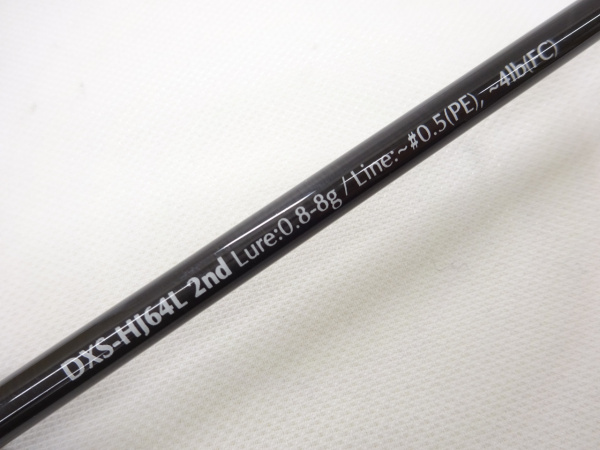 DXS-HJ64L 2nd Lure:0.8-8g / Line:~#0.5(PE), ~4lb(FC)